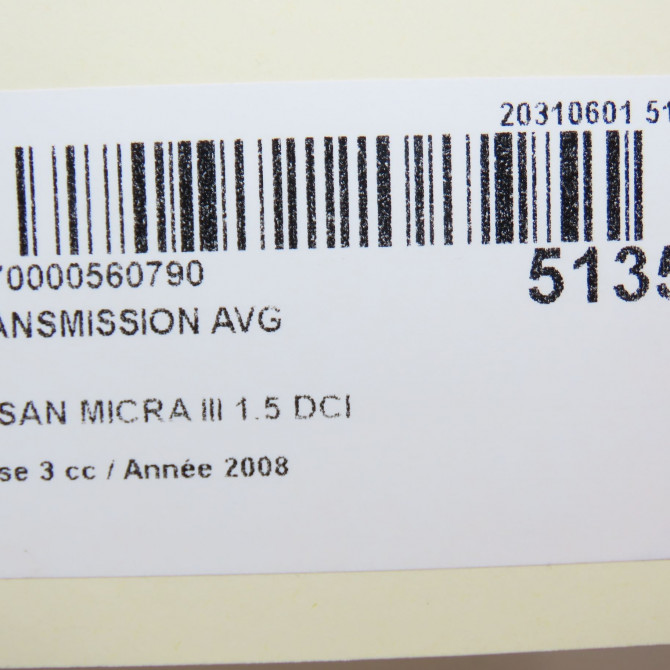 20310601 51
70000560790
5135
ANSMISSION AVG
SAN MICRA III 1.5 DCI
se 3 cc / Année 2008